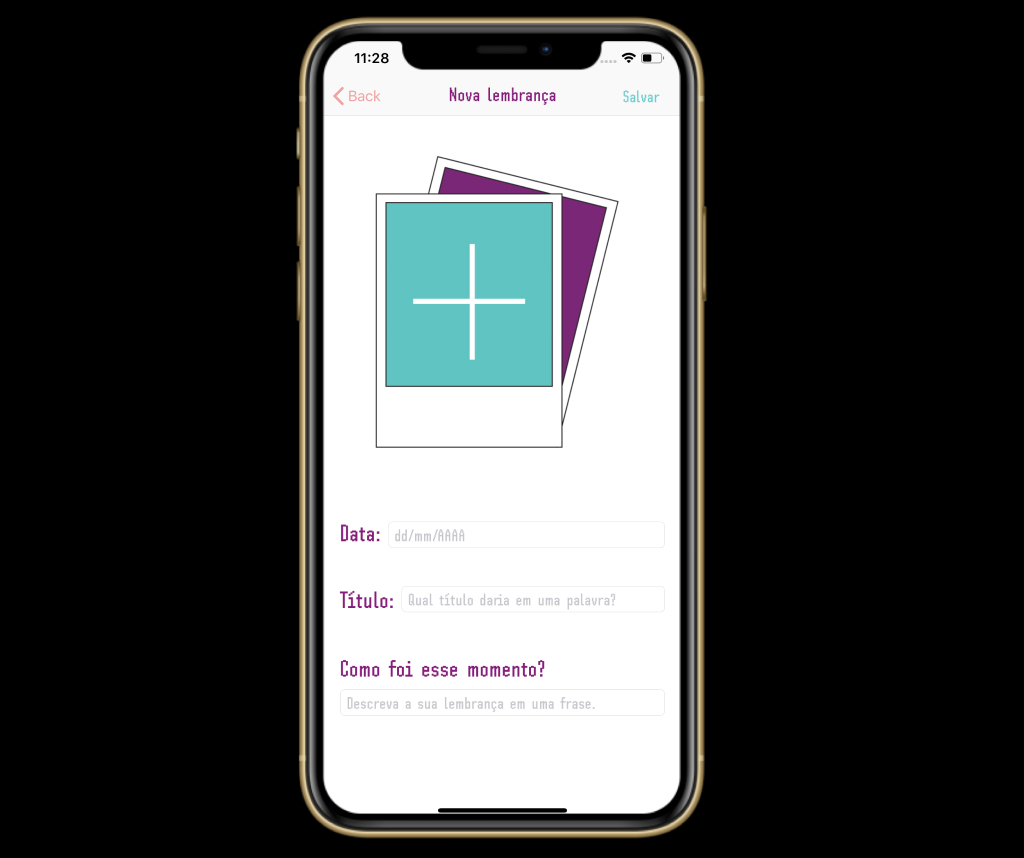 11:28
Back
Nova lembrança
Salvar
Data:
dd/mm/AAAA
Título:
Qual título daria em uma palavra?
Como foi esse momento?
Descreva a sua lembrança em uma frase.